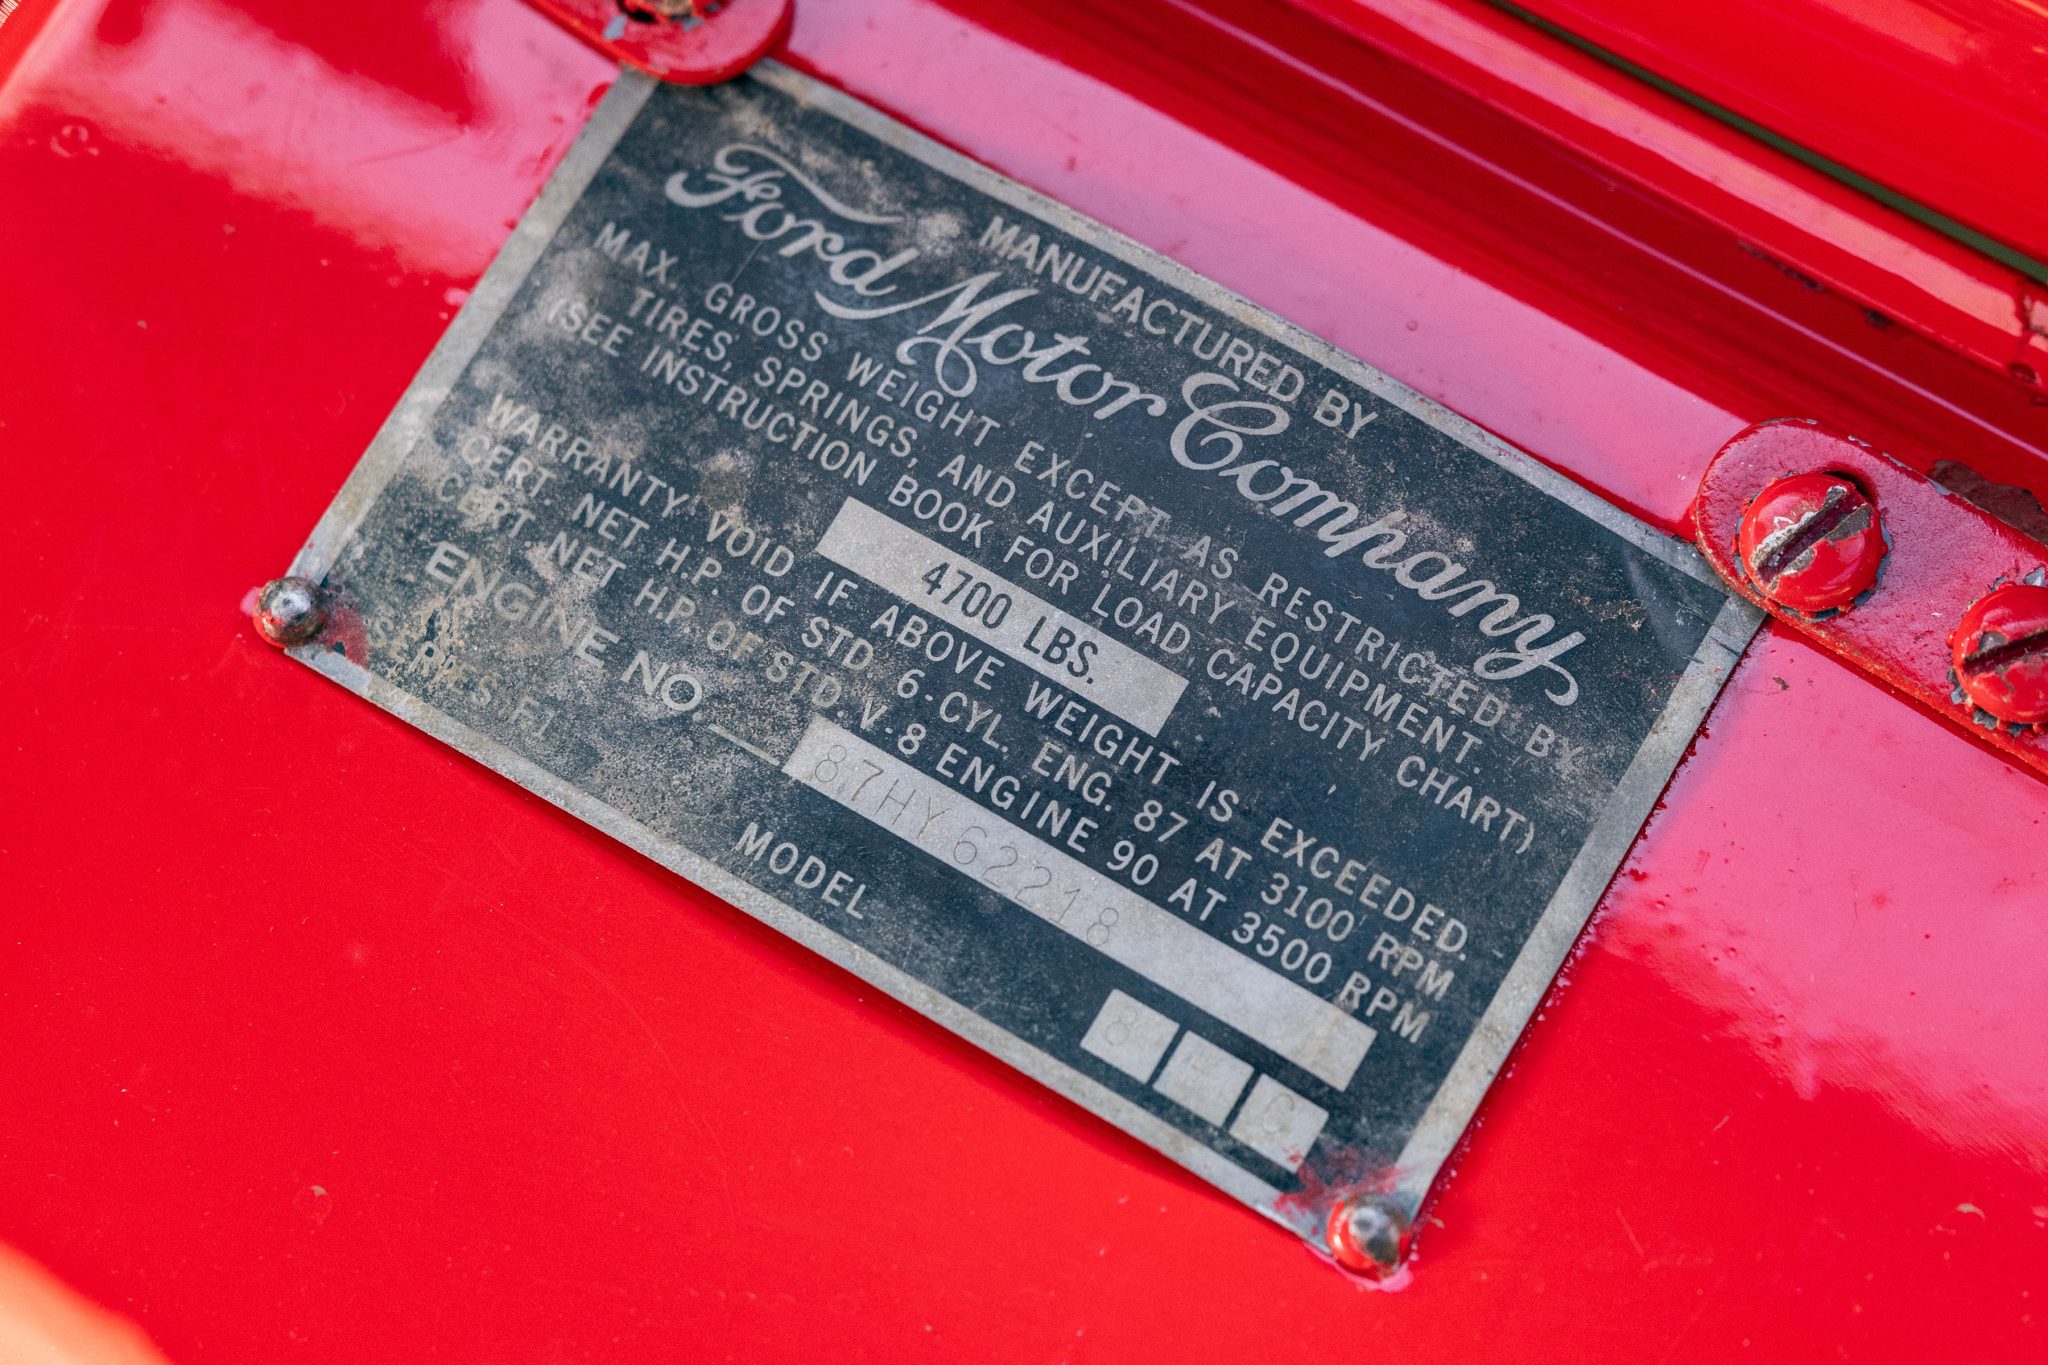 MANUFACTURED BY
Ford Motor Company
MAX. GROSS WEIGHT EXCEPT AS RESTRICTED BY
TIRES, SPRINGS, AND AUXILIARY EQUIPMENT.
(SEE INSTRUCTION BOOK FOR LOAD CAPACITY CHART)
4700 LBS.
WARRANTY VOID IF ABOVE WEIGHT IS EXCEEDED.
CERT NET H.P. OF STD. 6-CYL. ENG. 87 AT 3100 RPM
CERT NET H.P. OF STD. V-8 ENGINE 90 AT 3500 RPM
ENGINE NO.
87HY62218
SERIES F1
MODEL
8 C